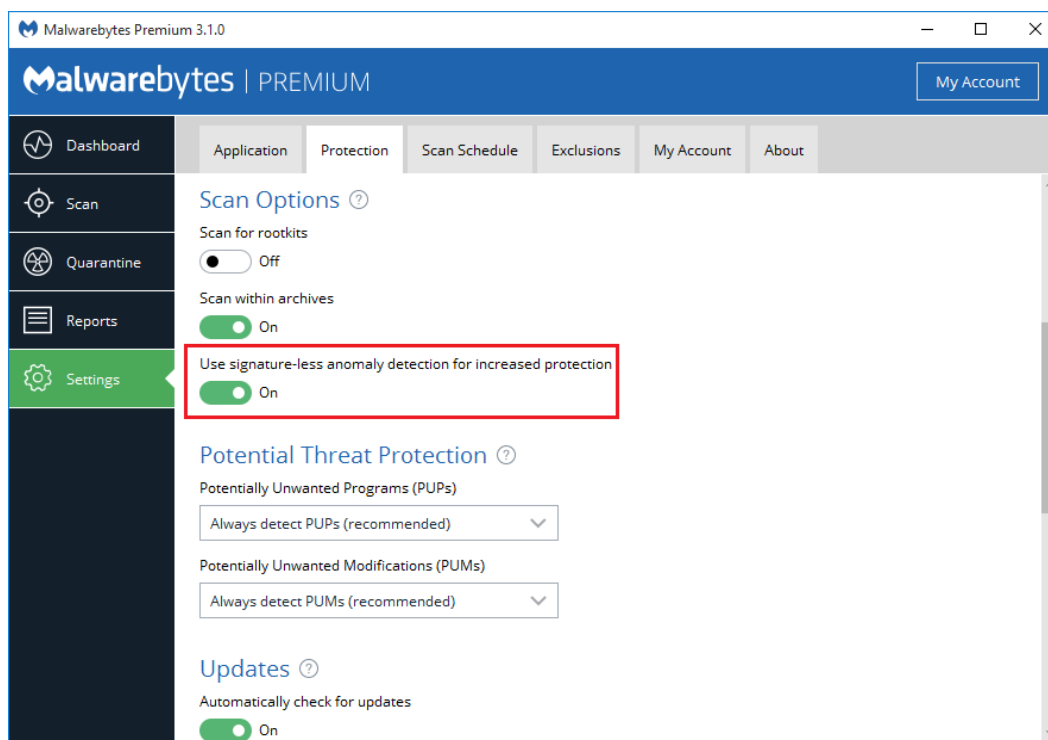 Malwarebytes Premium 3.1.0
Malwarebytes | PREMIUM
My Account
Dashboard
Scan
Quarantine
Reports
Settings
Application Protection Scan Schedule Exclusions My Account About
Scan Options ?
Scan for rootkits
Off
Scan within archives
On
Use signature-less anomaly detection for increased protection
On
Potential Threat Protection ?
Potentially Unwanted Programs (PUPs)
Always detect PUPs (recommended)
Potentially Unwanted Modifications (PUMs)
Always detect PUMs (recommended)
Updates ?
Automatically check for updates
On